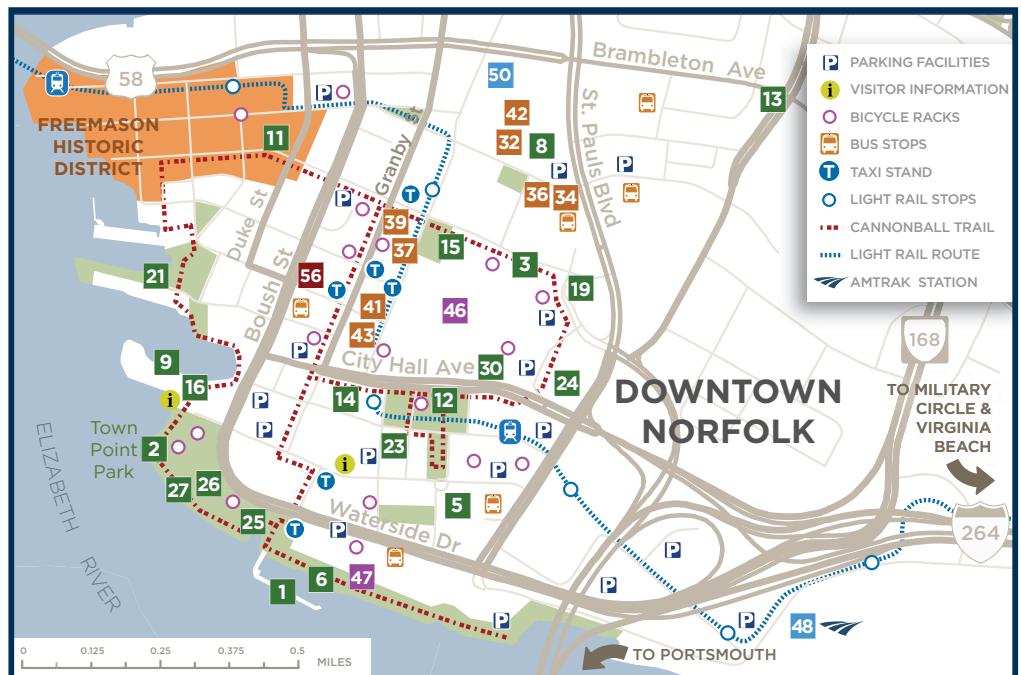 58
FREEMASON
HISTORIC
DISTRICT
11
P
50
42
32
8
Brambleton Ave
13
P
P
36
34
St. Pauls Blvd
Granby St
T
P
39
37
15
3
19
Duke St
Boush St
21
56
T
T
T
41
43
46
P
P
City Hall Ave
30
P
24
9
16
i
14
12
P
P
P
23
P
P
i
T
Town
Point
Park
2
27
26
25
5
Waterside Dr
T
P
47
6
1
ELIZABETH
RIVER
DOWNTOWN
NORFOLK
168
TO MILITARY
CIRCLE &
VIRGINIA
BEACH
264
P
P
P
P
48
TO PORTSMOUTH
P PARKING FACILITIES
i VISITOR INFORMATION
BICYCLE RACKS
BUS STOPS
T TAXI STAND
LIGHT RAIL STOPS
CANNONBALL TRAIL
LIGHT RAIL ROUTE
AMTRAK STATION
0 0.125 0.25 0.375 0.5
MILES